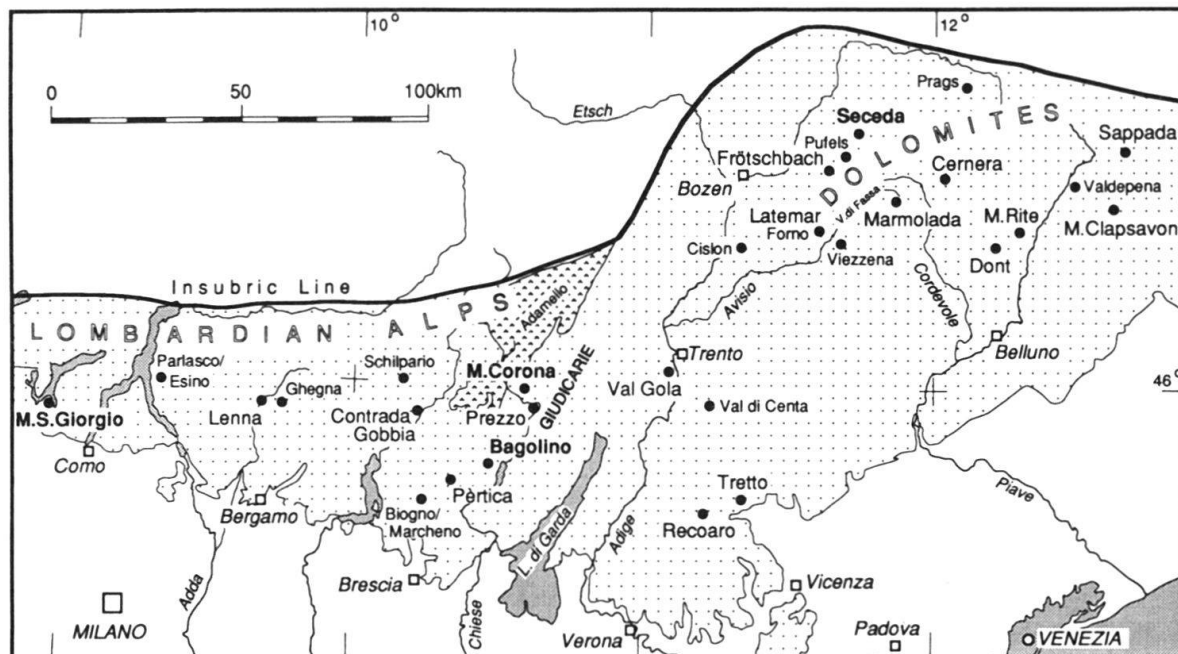 10°
12°
0 50 100km
Etsch
Prags
Seceda
Pufels
DOLOMITES
Sappada
Frötschbach
Cernera
Bozen
Valdepena
V.di Fassa
Latemar
Marmolada
M.Rite
M.Clapsavon
Forno
Cislon
Viezzena
Dont
Insubric Line
Adamello
Avisio
Cordevole
LOMBARDIAN ALPS
Parlasco/
Esino
Schilpario
M.Corona
GIUDICARIE
Trento
Belluno
Ghegna
Val Gola
46°
M.S.Giorgio
Lenna
Contrada
Gobbia
Prezzo
Val di Centa
Como
Bagolino
Bergamo
Pèrtica
Tretto
Piave
Biogno/
Marcheno
L. di Garda
Adige
Recoaro
Adda
Brescia
Chiese
Vicenza
MILANO
Verona
Padova
VENEZIA